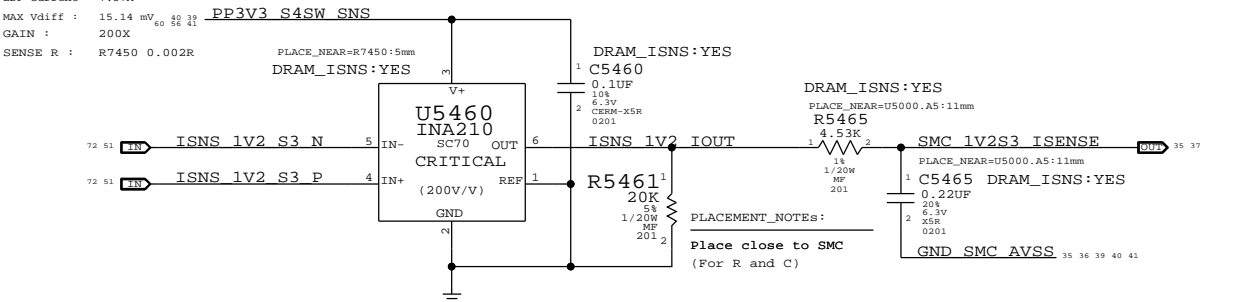 MAX Vdiff : 15.14 mV
GAIN : 200X
SENSE R : R7450 0.002R
40 39
60 56 41
PP3V3_S4SW_SNS
PLACE_NEAR=R7450:5mm
DRAM_ISNS:YES
DRAM_ISNS:YES
1 C5460
0.1UF
10%
6.3V
2 CERM-X5R
0201
3
V+
U5460
INA210
SC70
CRITICAL
(200V/V)
GND
2
72 51 IN ISNS_1V2_S3_N 5 IN-
72 51 IN ISNS_1V2_S3_P 4 IN+
OUT 6 ISNS_1V2_IOUT
REF 1
R5461 1
20K
5%
1/20W
MF
201 2
PLACEMENT_NOTEs:
Place close to SMC
(For R and C)
DRAM_ISNS:YES
PLACE_NEAR=U5000.A5:11mm
R5465
1 4.53K 2
1%
1/20W
MF
201
SMC_1V2S3_ISENSE OUT 35 37
PLACE_NEAR=U5000.A5:11mm
1 C5465 DRAM_ISNS:YES
0.22UF
20%
2 6.3V
X5R
0201
GND_SMC_AVSS 35 36 39 40 41